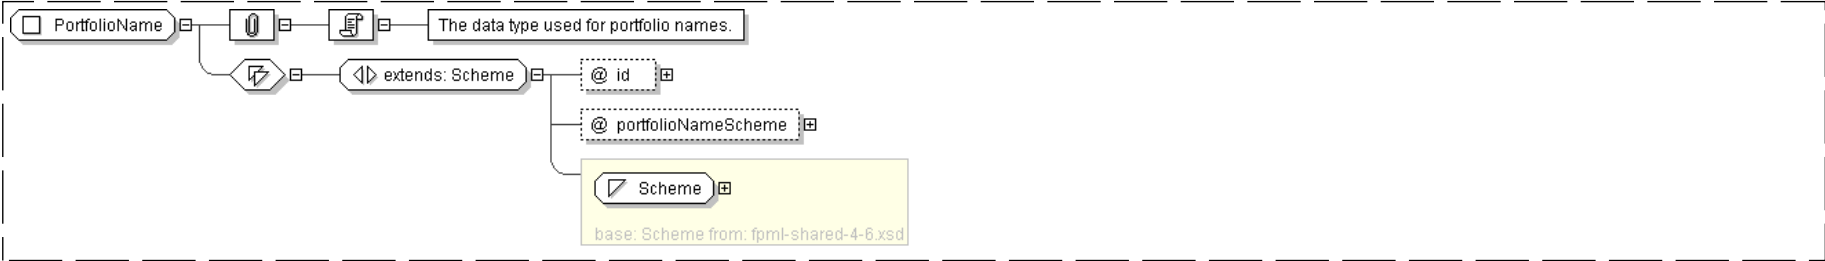 PortfolioName
The data type used for portfolio names.
extends: Scheme
@ id
@ portfolioNameScheme
Scheme
base: Scheme from: fpml-shared-4-6.xsd